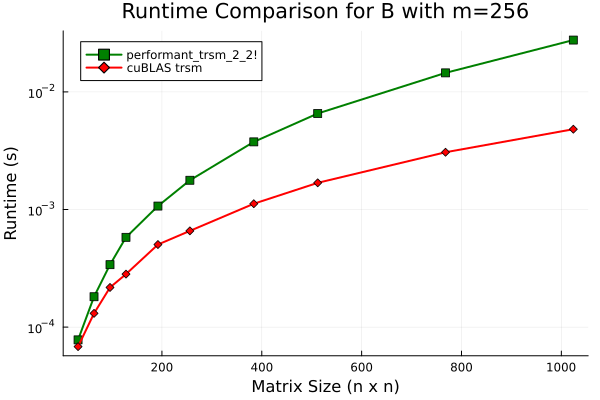 Runtime Comparison for B with m=256
performant_trsm_2_2!
cuBLAS trsm
Runtime (s)
10⁻²
10⁻³
10⁻⁴
200 400 600 800 1000
Matrix Size (n x n)